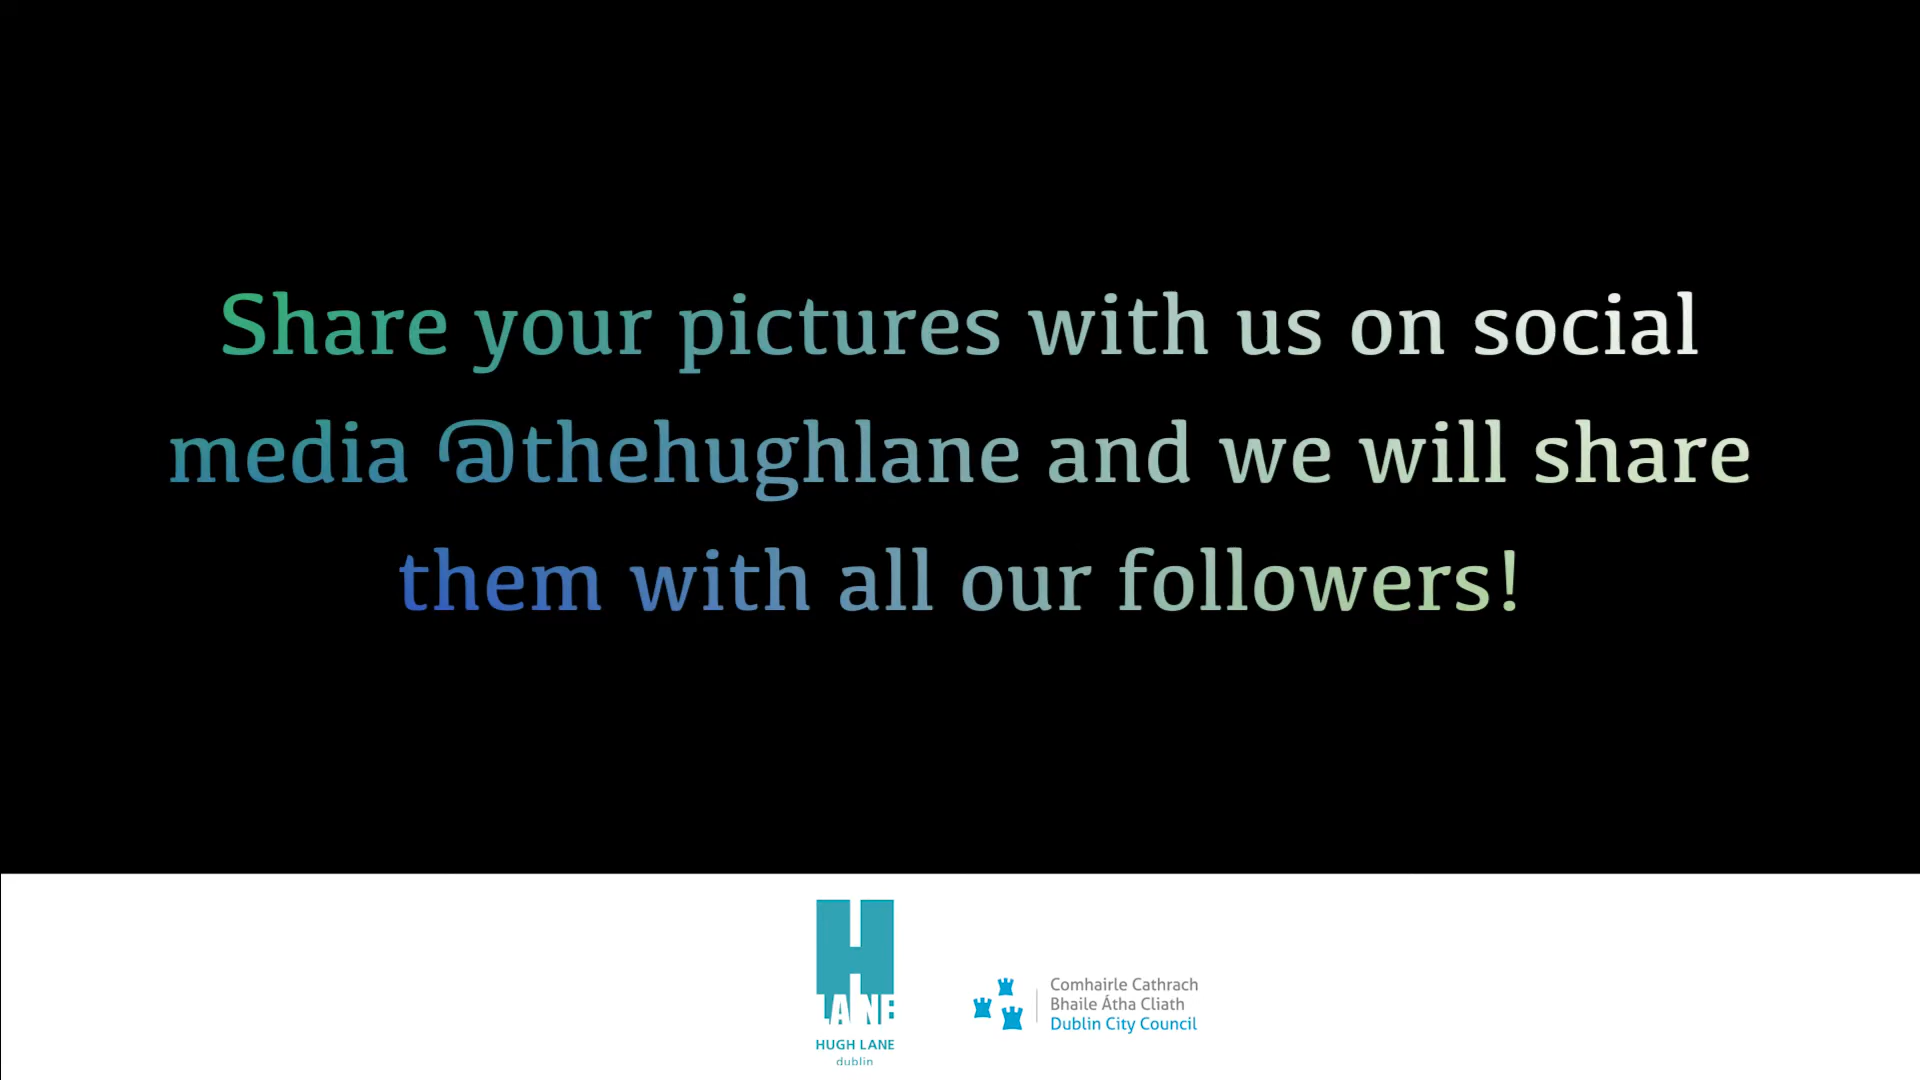 Share your pictures with us on social
media @thehughlane and we will share
them with all our followers!
H
LANE
HUGH LANE
dublin
Comhairle Cathrach
Bhaile Átha Cliath
Dublin City Council